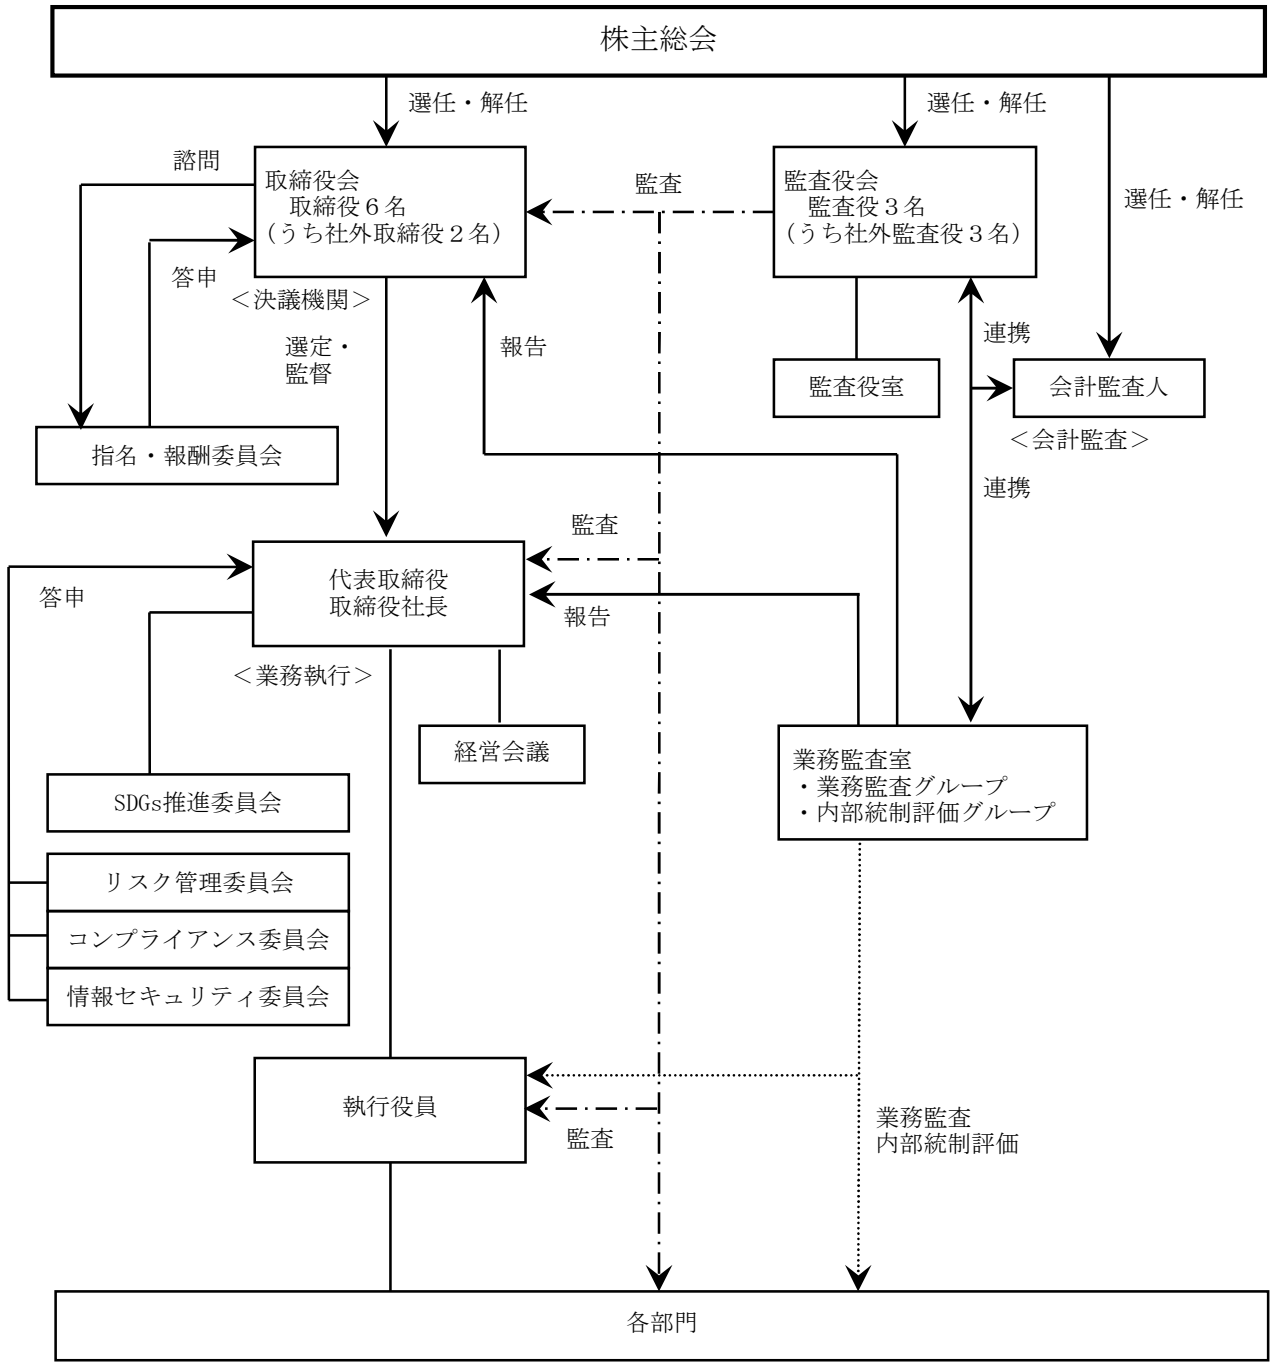 株主総会
選任・解任
選任・解任
選任・解任
諮問
取締役会
取締役６名
（うち社外取締役２名）
監査
監査役会
監査役３名
（うち社外監査役３名）
答申
＜決議機関＞
選定・
監督
報告
連携
監査役室
会計監査人
＜会計監査＞
指名・報酬委員会
連携
監査
答申
代表取締役
取締役社長
報告
＜業務執行＞
経営会議
業務監査室
・業務監査グループ
・内部統制評価グループ
SDGs推進委員会
リスク管理委員会
コンプライアンス委員会
情報セキュリティ委員会
執行役員
監査
業務監査
内部統制評価
各部門